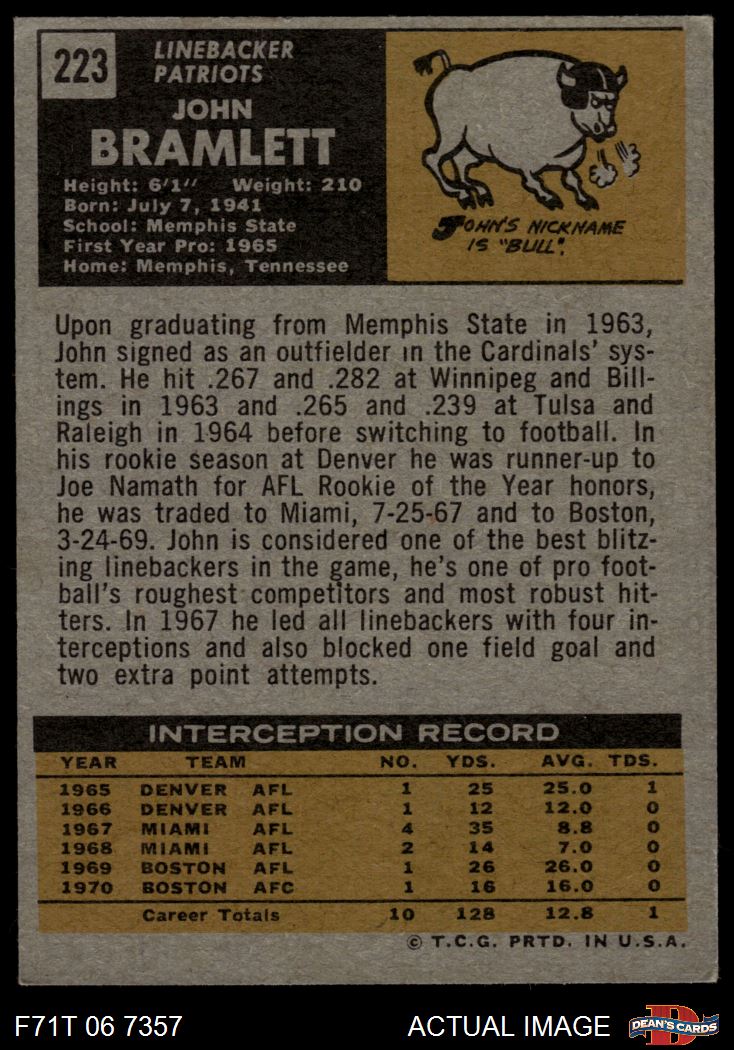 223
LINEBACKER
PATRIOTS
JOHN
BRAMLETT
Height: 6'1" Weight: 210
Born: July 7, 1941
School: Memphis State
First Year Pro: 1965
Home: Memphis, Tennessee
JOHN'S NICKNAME
IS "BULL".
Upon graduating from Memphis State in 1963,
John signed as an outfielder in the Cardinals' sys-
tem. He hit .267 and .282 at Winnipeg and Bill-
ings in 1963 and .265 and .239 at Tulsa and
Raleigh in 1964 before switching to football. In
his rookie season at Denver he was runner-up to
Joe Namath for AFL Rookie of the Year honors,
he was traded to Miami, 7-25-67 and to Boston,
3-24-69. John is considered one of the best blitz-
ing linebackers in the game, he's one of pro foot-
ball's roughest competitors and most robust hit-
ters. In 1967 he led all linebackers with four in-
terceptions and also blocked one field goal and
two extra point attempts.
INTERCEPTION RECORD
YEAR TEAM NO. YDS. AVG. TDS.
1965 DENVER AFL 1 25 25.0 1
1966 DENVER AFL 1 12 12.0 0
1967 MIAMI AFL 4 35 8.8 0
1968 MIAMI AFL 2 14 7.0 0
1969 BOSTON AFL 1 26 26.0 0
1970 BOSTON AFC 1 16 16.0 0
Career Totals 10 128 12.8 1
© T.C.G. PRTD. IN U.S.A.
F71T 06 7357 ACTUAL IMAGE DEAN'S CARDS